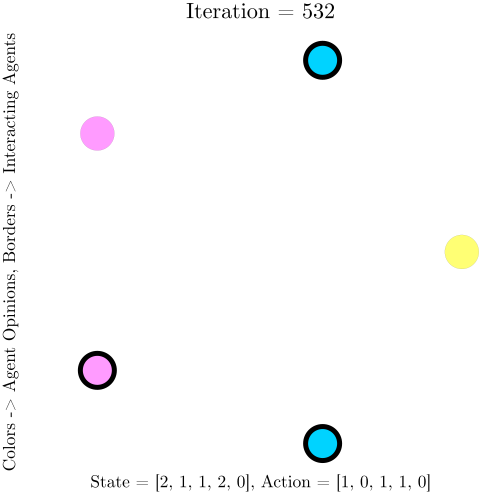 Iteration = 532
Colors -> Agent Opinions, Borders -> Interacting Agents
State = [2, 1, 1, 2, 0], Action = [1, 0, 1, 1, 0]